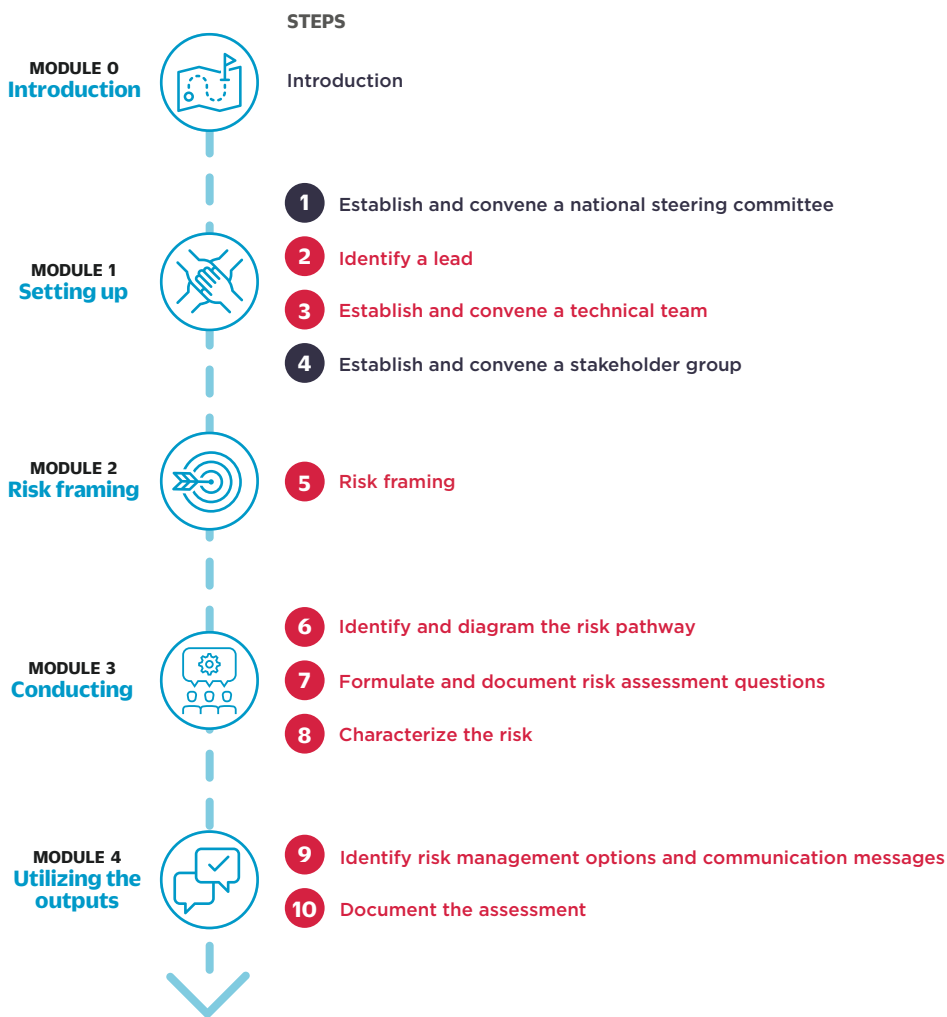 STEPS
MODULE 0
Introduction
Introduction
MODULE 1
Setting up
1 Establish and convene a national steering committee
2 Identify a lead
3 Establish and convene a technical team
4 Establish and convene a stakeholder group
MODULE 2
Risk framing
5 Risk framing
MODULE 3
Conducting
6 Identify and diagram the risk pathway
7 Formulate and document risk assessment questions
8 Characterize the risk
MODULE 4
Utilizing the
outputs
9 Identify risk management options and communication messages
10 Document the assessment